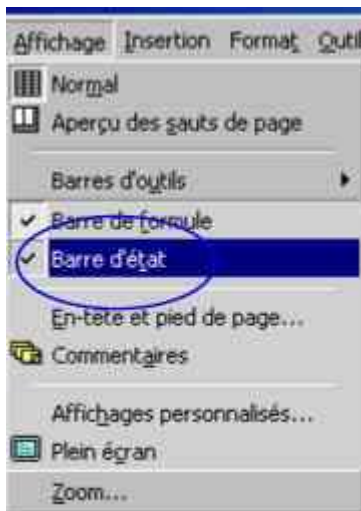 Affichage Insertion Format Outil
Normal
Aperçu des sauts de page
Barres d'outils
Barre de formule
Barre d'état
En-tête et pied de page...
Commentaires
Affichages personnalisés...
Plein écran
Zoom...